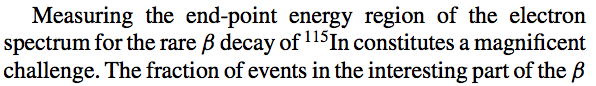 Measuring the end-point energy region of the electron
spectrum for the rare β decay of ¹¹⁵In constitutes a magnificent
challenge. The fraction of events in the interesting part of the β